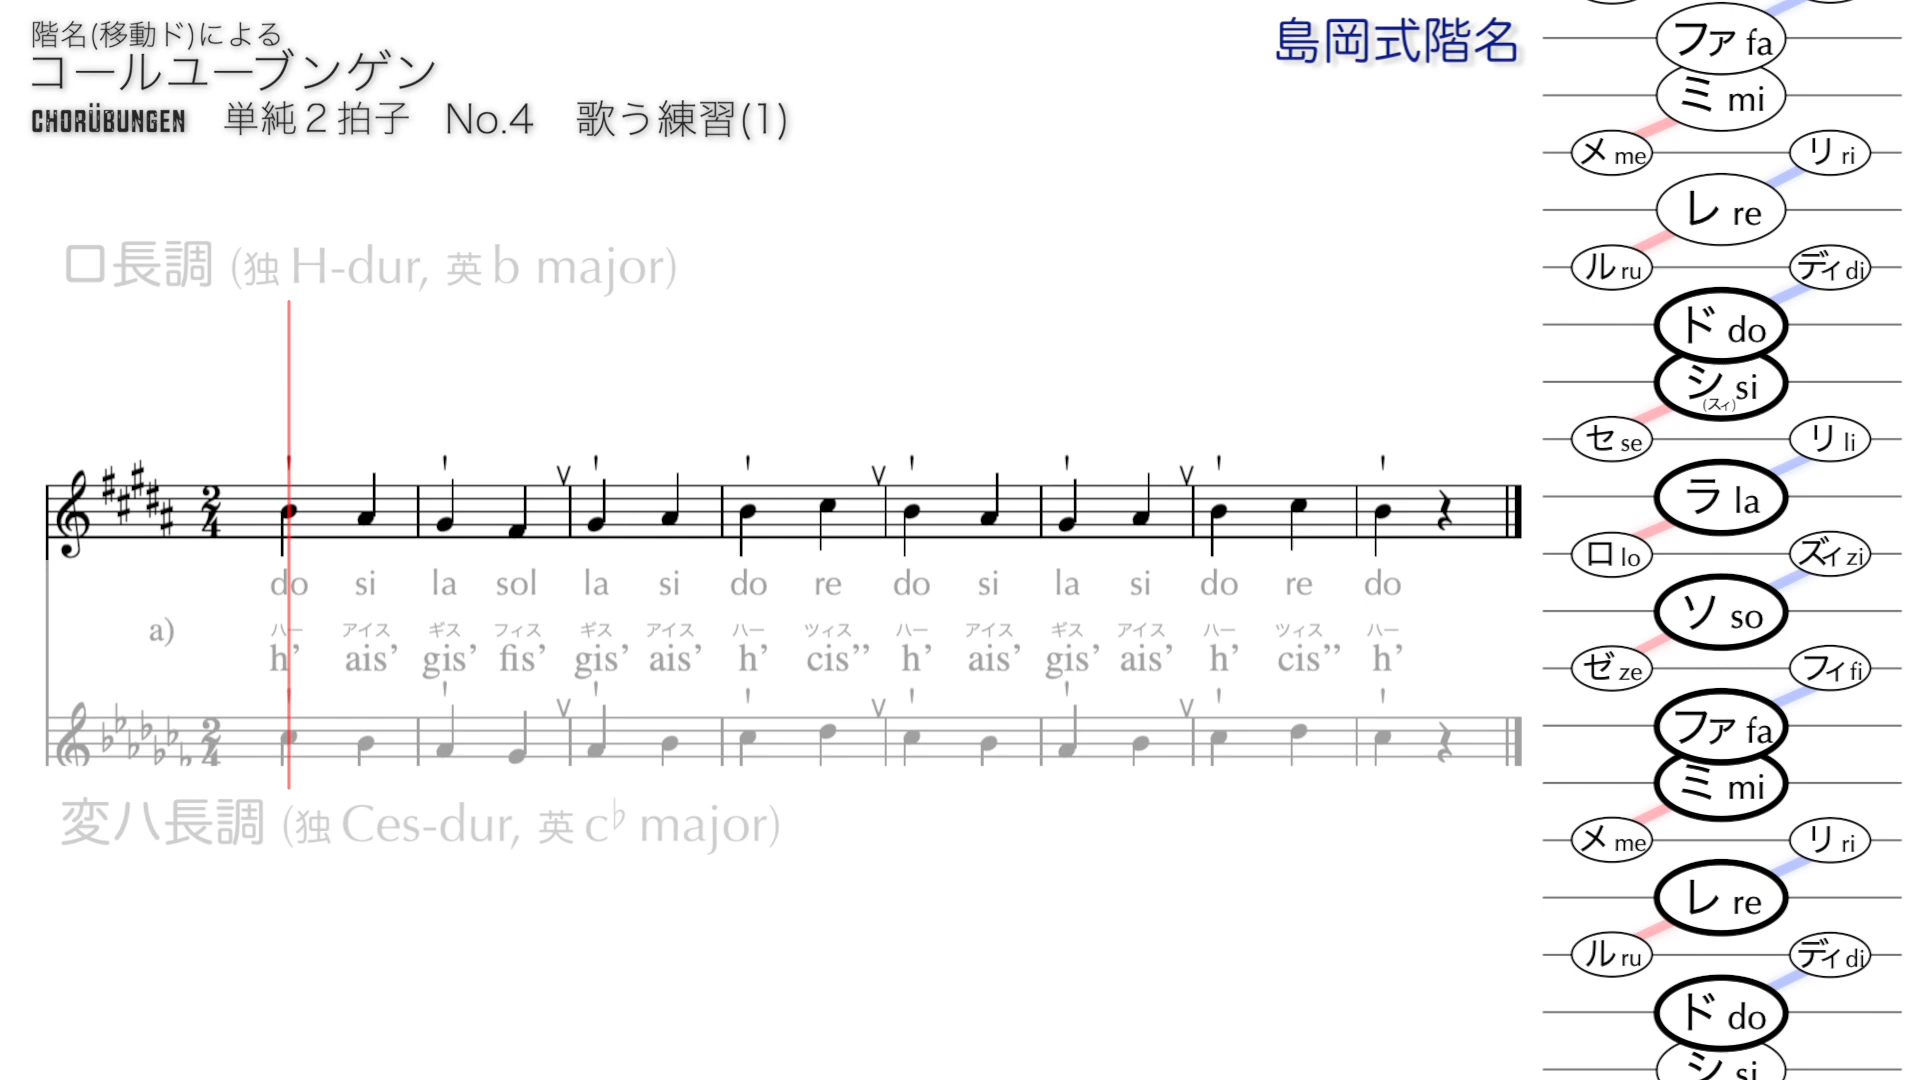 階名(移動ド)による
コールユーブンゲン
CHORÜBUNGEN 単純２拍子 No.4 歌う練習(1)
島岡式階名
ロ長調 (独 H-dur, 英 b major)
do si la sol la si do re do si la si do re do
a)
ハー アイス ギス フィス ギス アイス ハー ツィス ハー アイス ギス アイス ハー ツィス ハー
h’ ais’ gis’ fis’ gis’ ais’ h’ cis’’ h’ ais’ gis’ ais’ h’ cis’’ h’
変ハ長調 (独 Ces-dur, 英 c♭ major)
ファ fa
ミ mi
メ me リ ri
レ re
ル ru ディ di
ド do
シ si
(スィ)
セ se リ li
ラ la
ロ lo ズィ zi
ソ so
ゼ ze フィ fi
ファ fa
ミ mi
メ me リ ri
レ re
ル ru ディ di
ド do
シ si